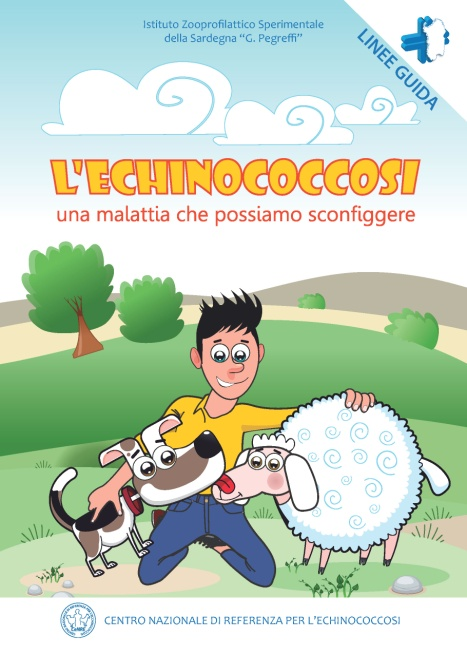 Istituto Zooprofilattico Sperimentale
della Sardegna "G. Pegreffi"
LINEE GUIDA
L'ECHINOCOCCOSI
una malattia che possiamo sconfiggere
CENTRO NAZIONALE DI REFERENZA PER L'ECHINOCOCCOSI